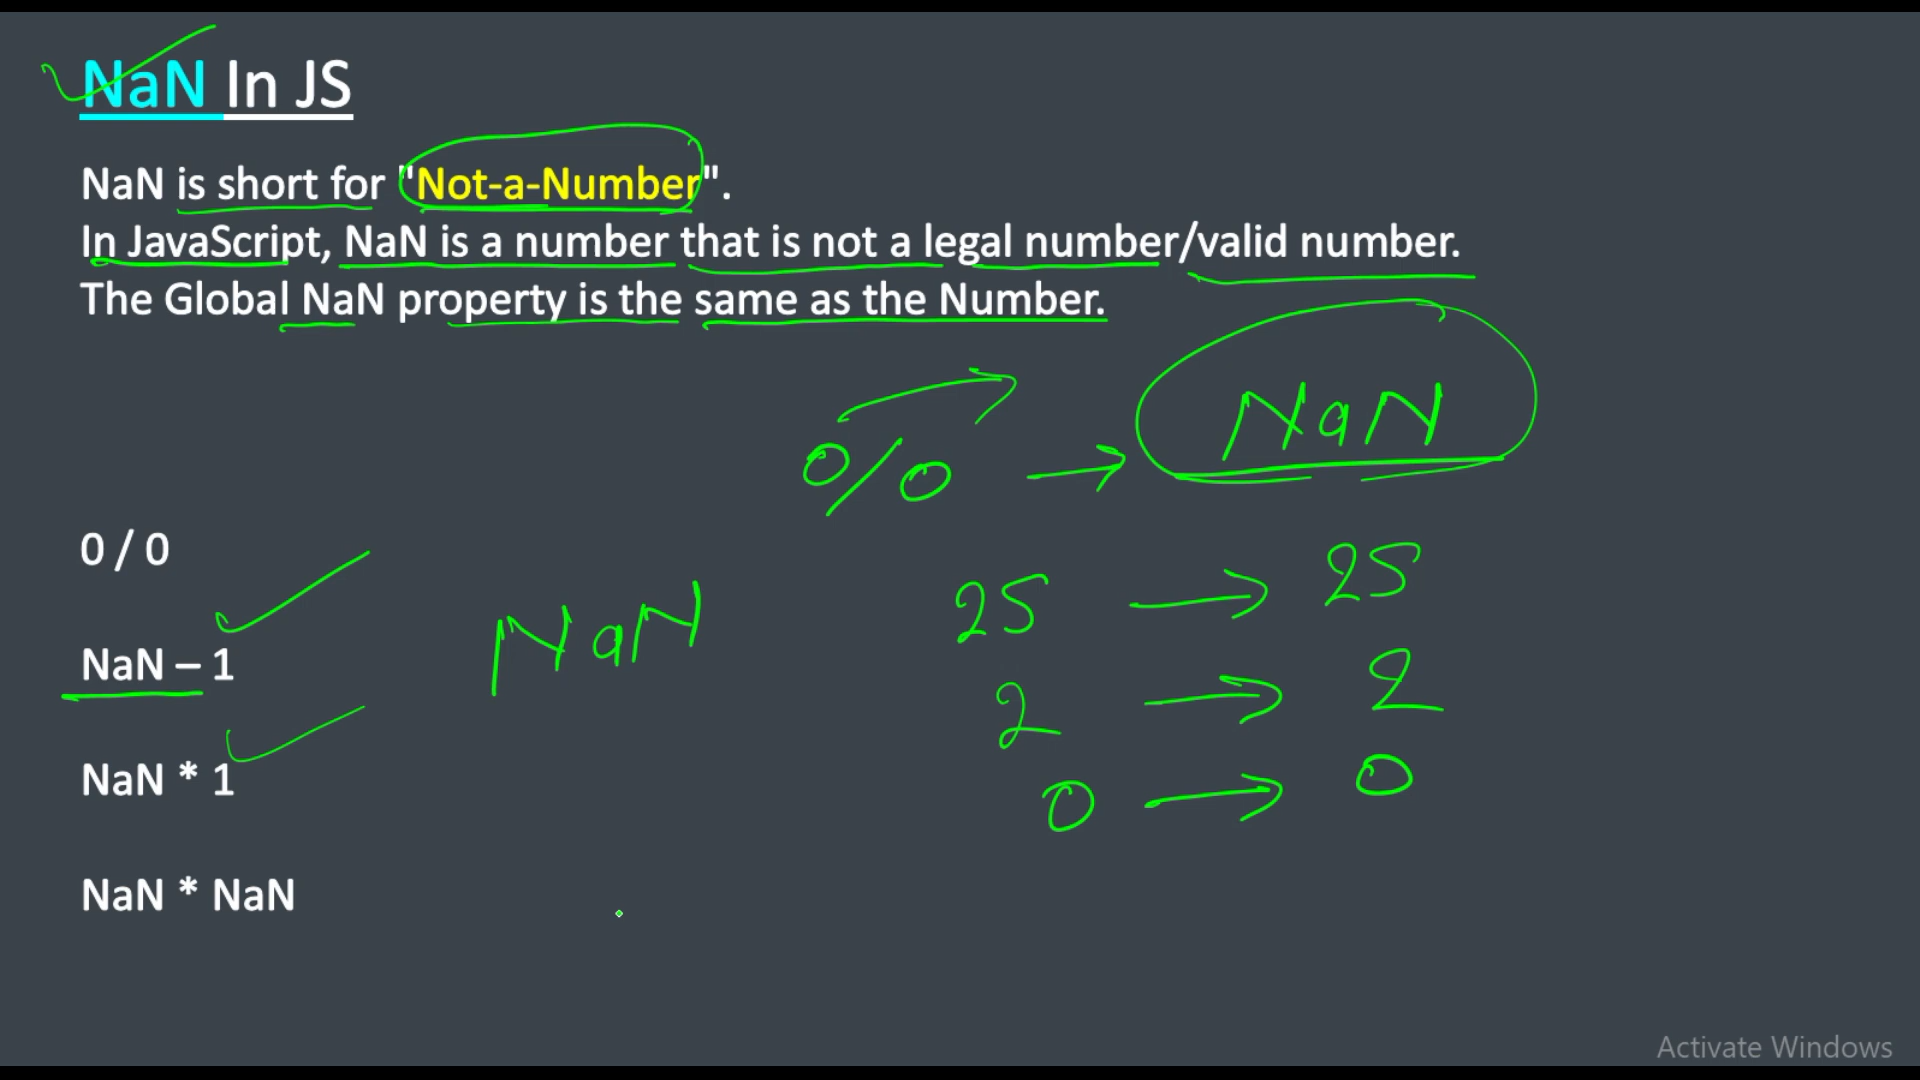 NaN In JS
NaN is short for "Not-a-Number".
In JavaScript, NaN is a number that is not a legal number/valid number.
The Global NaN property is the same as the Number.
0/0 → NaN
0 / 0
25 → 25
NaN
NaN – 1
2 → 2
NaN * 1
0 → 0
NaN * NaN
Activate Windows